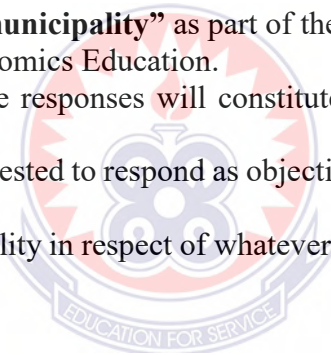 unicipality” as part of the
omics Education.
e responses will constitute
ested to respond as objecti
lity in respect of whatever
EDUCATION FOR SERVICE